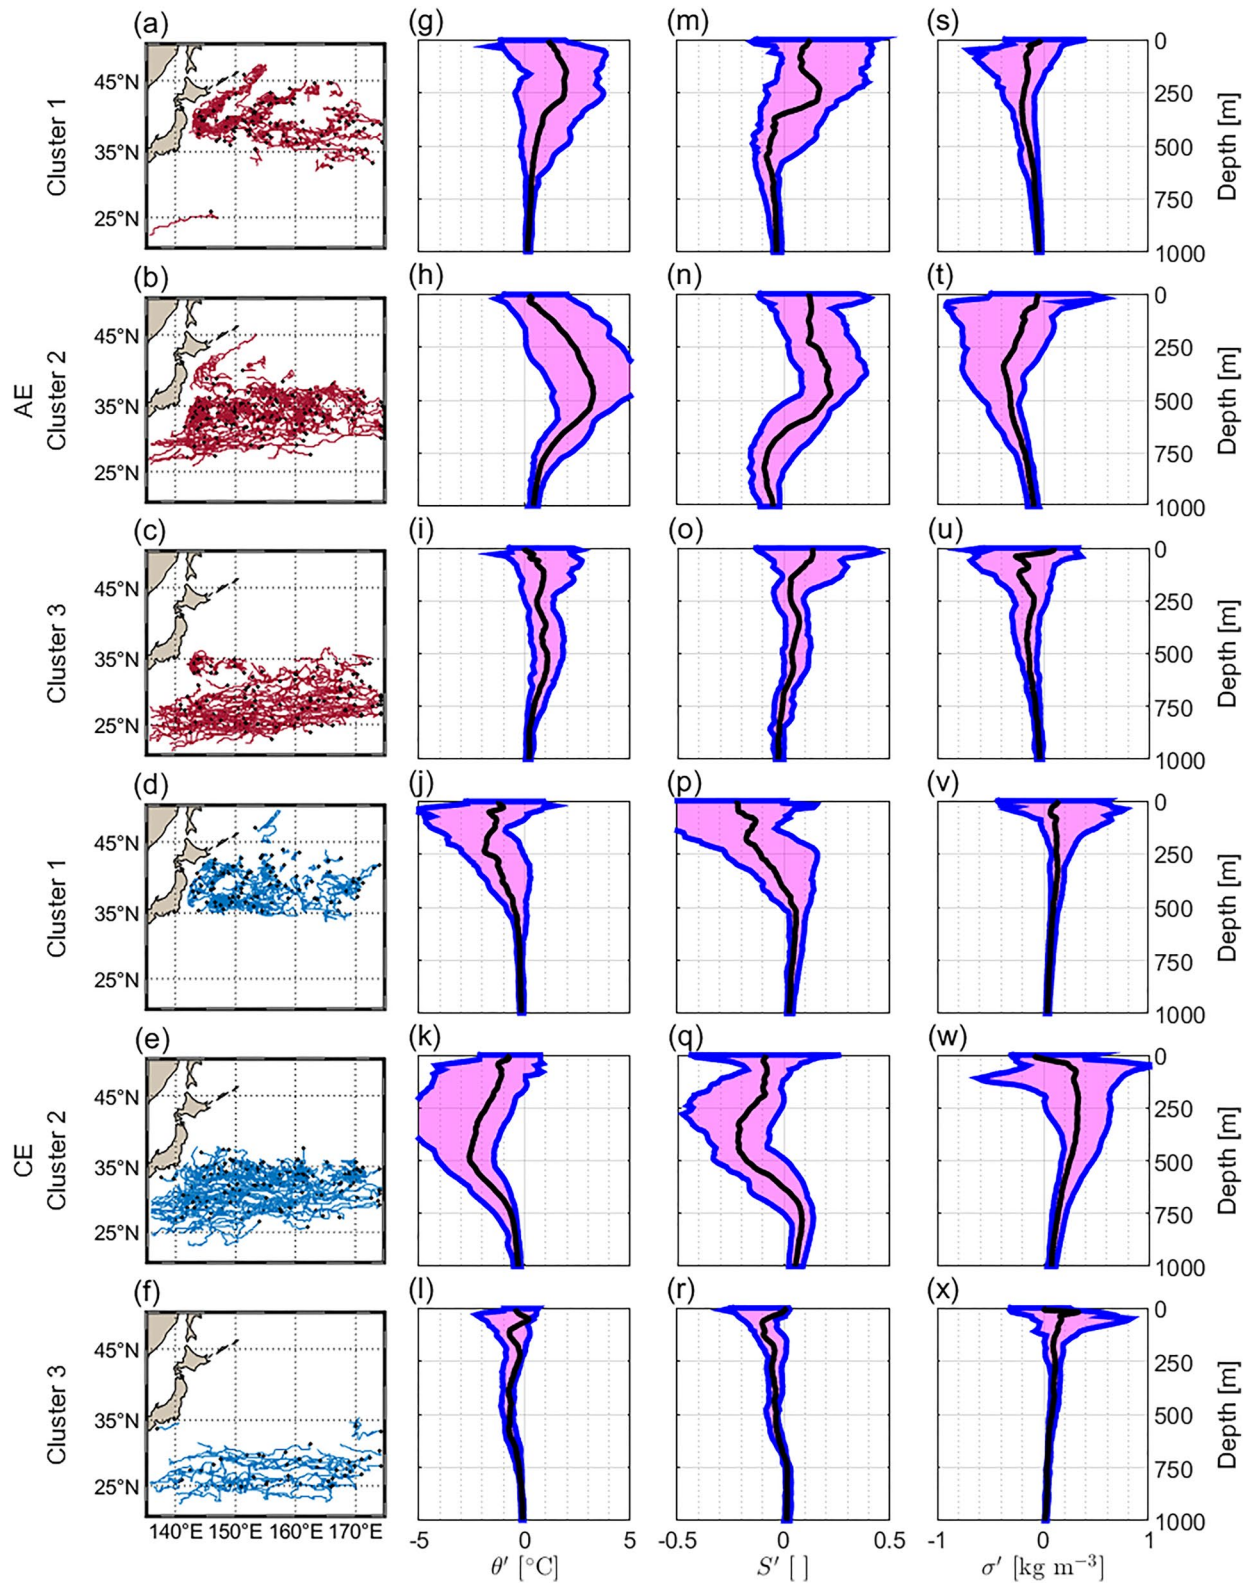 (a) (g) (m) (s)
Cluster 1
45°N
35°N
25°N
0
250
500
750
1000
Depth [m]
(b) (h) (n) (t)
AE
Cluster 2
45°N
35°N
25°N
0
250
500
750
1000
Depth [m]
(c) (i) (o) (u)
Cluster 3
45°N
35°N
25°N
0
250
500
750
1000
Depth [m]
(d) (j) (p) (v)
Cluster 1
45°N
35°N
25°N
0
250
500
750
1000
Depth [m]
(e) (k) (q) (w)
CE
Cluster 2
45°N
35°N
25°N
0
250
500
750
1000
Depth [m]
(f) (l) (r) (x)
Cluster 3
45°N
35°N
25°N
0
250
500
750
1000
Depth [m]
140°E 150°E 160°E 170°E -5 0 5 -0.5 0 0.5 -1 0 1
θ′ [°C] S′ [ ] σ′ [kg m⁻³]